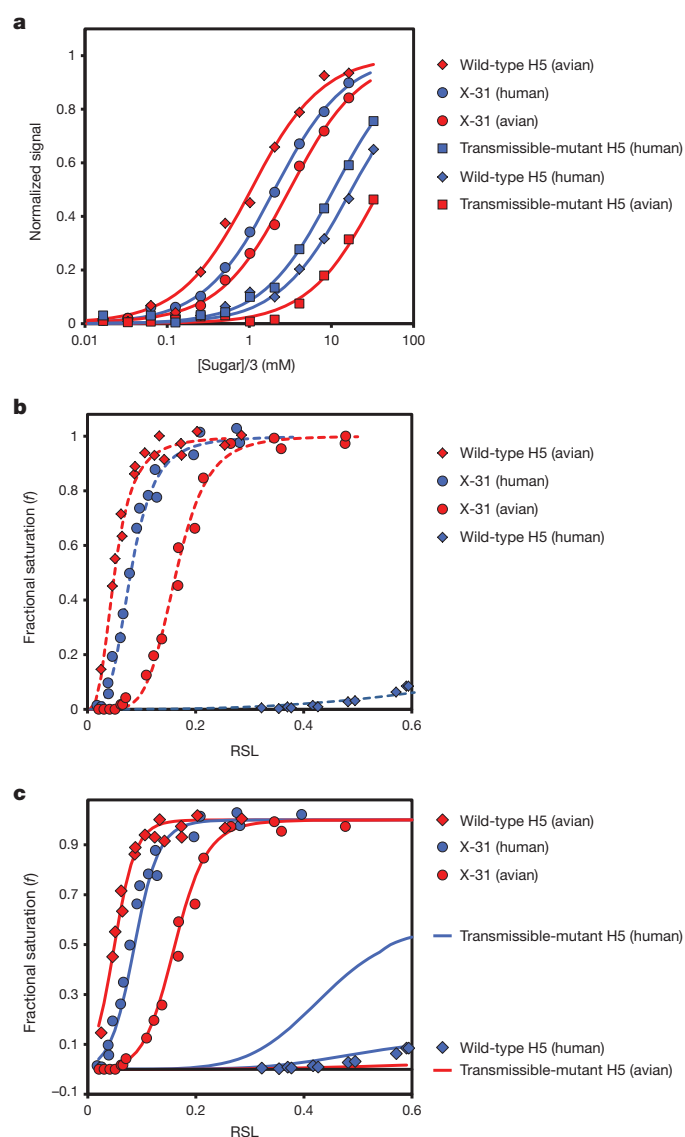 a
1
0.8
0.6
0.4
0.2
0
Normalized signal
0.01
0.1
1
10
100
[Sugar]/3 (mM)
Wild-type H5 (avian)
X-31 (human)
X-31 (avian)
Transmissible-mutant H5 (human)
Wild-type H5 (human)
Transmissible-mutant H5 (avian)
b
1
0.8
0.6
0.4
0.2
0
Fractional saturation (f)
0
0.2
0.4
0.6
RSL
Wild-type H5 (avian)
X-31 (human)
X-31 (avian)
Wild-type H5 (human)
c
0.9
0.7
0.5
0.3
0.1
–0.1
Fractional saturation (f)
0
0.2
0.4
0.6
RSL
Wild-type H5 (avian)
X-31 (human)
X-31 (avian)
Transmissible-mutant H5 (human)
Wild-type H5 (human)
Transmissible-mutant H5 (avian)